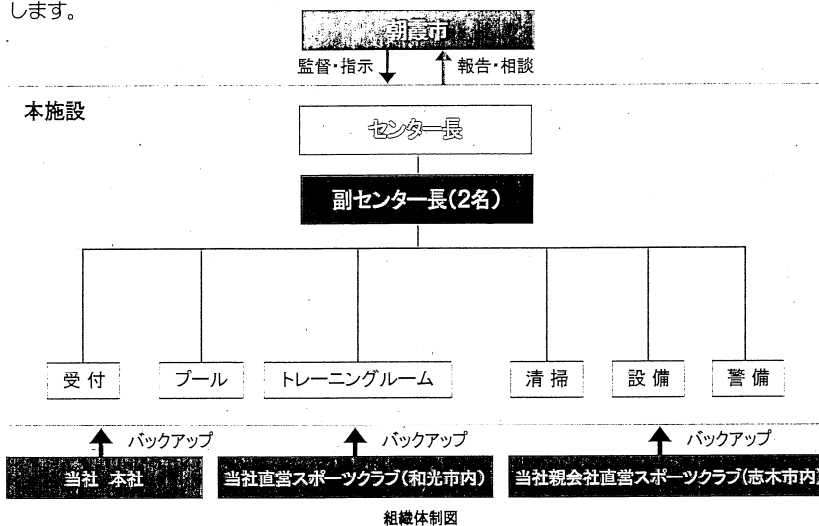 します。
朝霞市
監督・指示
報告・相談
本施設
センター長
副センター長(2名)
受付
プール
トレーニングルーム
清掃
設備
警備
バックアップ
バックアップ
バックアップ
当社 本社
当社直営スポーツクラブ(和光市内)
当社親会社直営スポーツクラブ(志木市内)
組織体制図